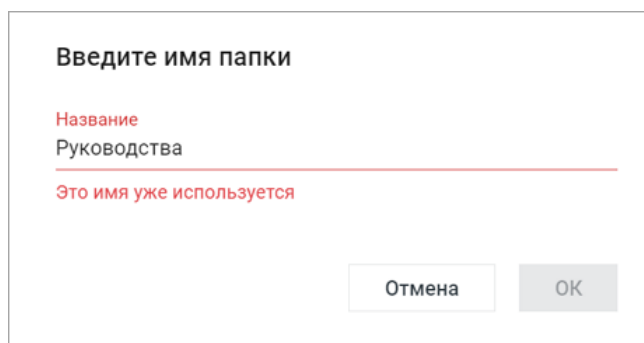 Введите имя папки
Название
Руководства
Это имя уже используется
Отмена
ОК